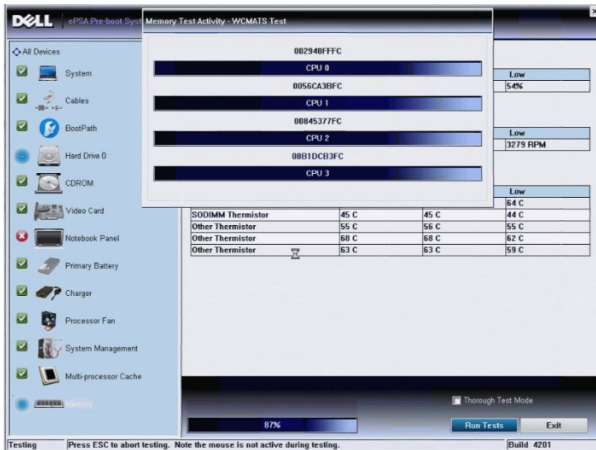 DELL
ePSA Pre-boot Syst
Memory Test Activity - WCMATS Test
All Devices
System
Cables
BootPath
Hard Drive 0
CDROM
Video Card
Notebook Panel
Primary Battery
Charger
Processor Fan
System Management
Multi-processor Cache
Memory
002940FFFC
CPU 0
0056CA3BFC
CPU 1
00845377FC
CPU 2
00B1DCB3FC
CPU 3
Low
54%
Low
3279 RPM
Low
64 C
SODIMM Thermistor 45 C 45 C 44 C
Other Thermistor 55 C 56 C 55 C
Other Thermistor 68 C 68 C 62 C
Other Thermistor 63 C 63 C 59 C
Thorough Test Mode
87%
Run Tests
Exit
Testing
Press ESC to abort testing. Note the mouse is not active during testing.
Build 4201